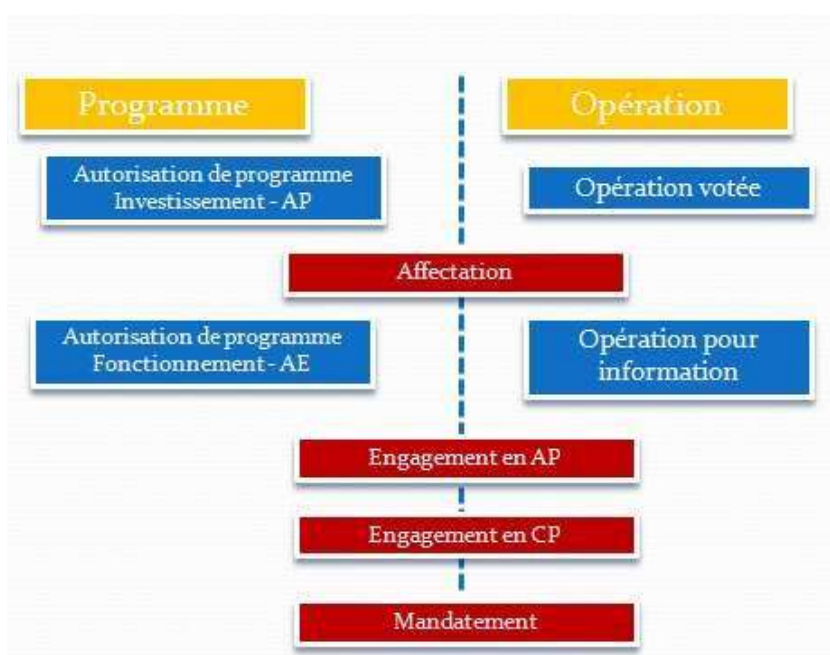 Programme
Opération
Autorisation de programme
Investissement - AP
Opération votée
Affectation
Autorisation de programme
Fonctionnement - AE
Opération pour
information
Engagement en AP
Engagement en CP
Mandatement